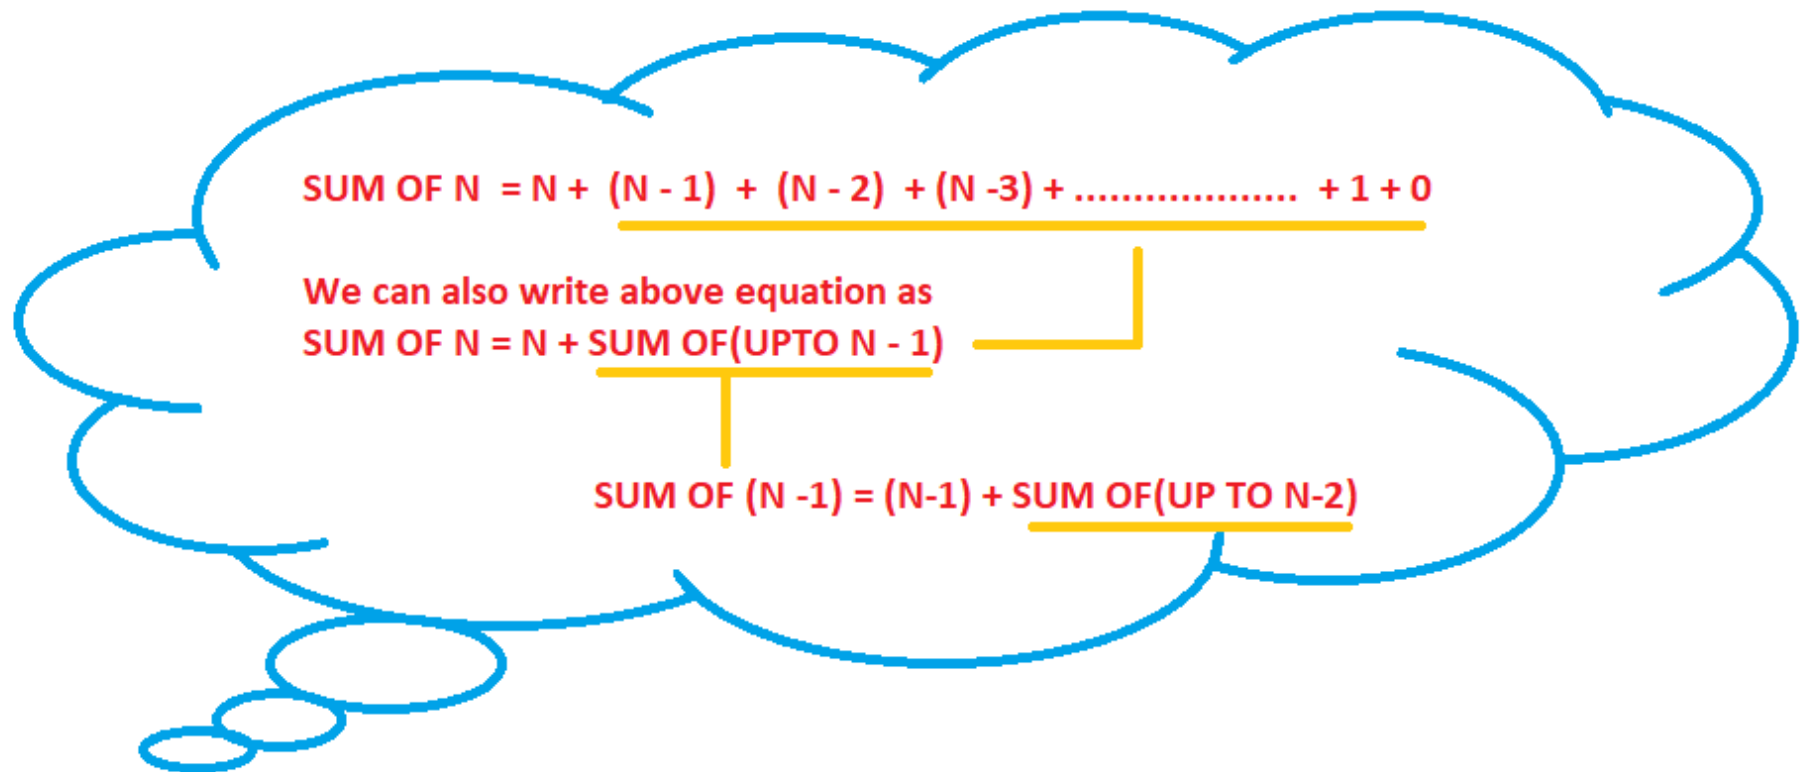 SUM OF N = N + (N - 1) + (N - 2) + (N -3) + ................... + 1 + 0
We can also write above equation as
SUM OF N = N + SUM OF(UPTO N - 1)
SUM OF (N -1) = (N-1) + SUM OF(UP TO N-2)